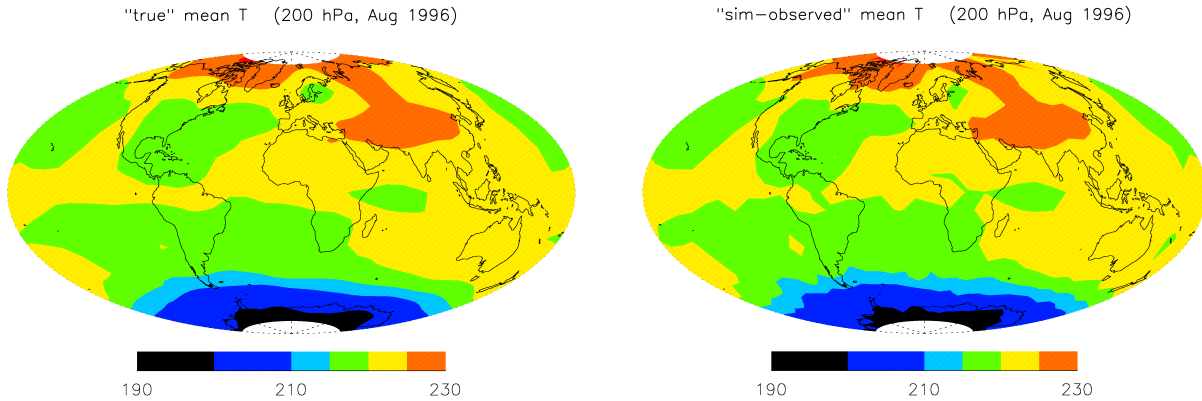 "true" mean T (200 hPa, Aug 1996)
190 210 230
"sim-observed" mean T (200 hPa, Aug 1996)
190 210 230